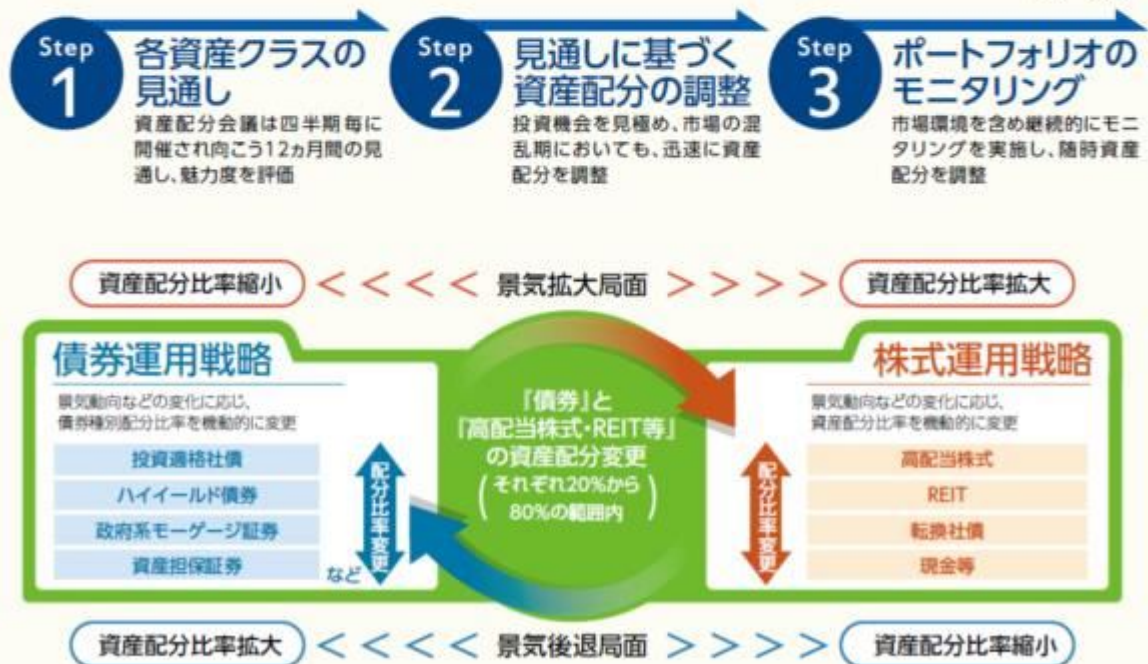 Step
1
各資産クラスの
見通し
資産配分会議は四半期毎に
開催され向こう12ヵ月間の見
通し、魅力度を評価
Step
2
見通しに基づく
資産配分の調整
投資機会を見極め、市場の混
乱期においても、迅速に資産
配分を調整
Step
3
ポートフォリオの
モニタリング
市場環境を含め継続的にモニ
タリングを実施し、随時資産
配分を調整
資産配分比率縮小 < < < < < 景気拡大局面 > > > > > 資産配分比率拡大
債券運用戦略
景気動向などの変化に応じ、
債券種別配分比率を機動的に変更
投資適格社債
ハイイールド債券
政府系モーゲージ証券
資産担保証券
など
配分比率変更
『債券』と
『高配当株式・REIT等』
の資産配分変更
(それぞれ20%から
80%の範囲内)
株式運用戦略
景気動向などの変化に応じ、
資産配分比率を機動的に変更
配分比率変更
高配当株式
REIT
転換社債
現金等
資産配分比率拡大 < < < < < 景気後退局面 > > > > > 資産配分比率縮小